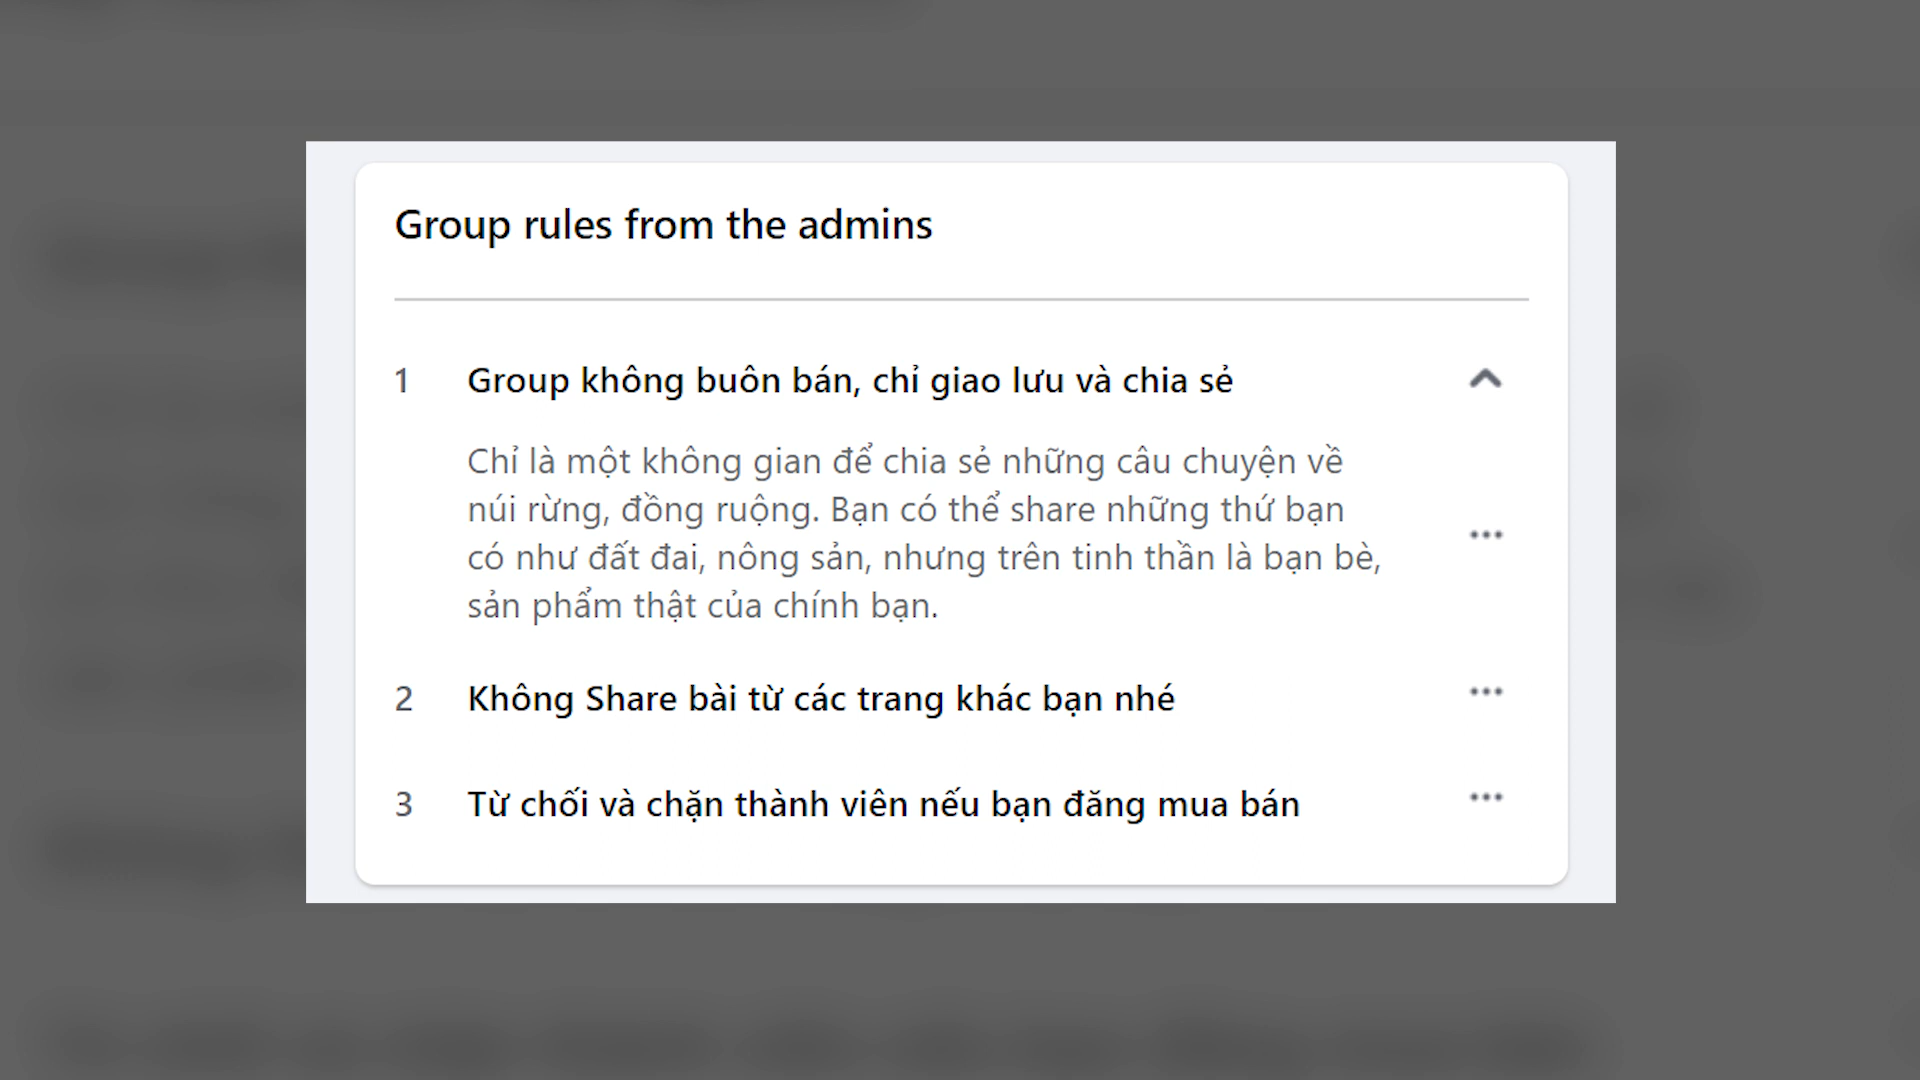 Group rules from the admins
1 Group không buôn bán, chỉ giao lưu và chia sẻ
Chỉ là một không gian để chia sẻ những câu chuyện về
núi rừng, đồng ruộng. Bạn có thể share những thứ bạn
có như đất đai, nông sản, nhưng trên tinh thần là bạn bè,
sản phẩm thật của chính bạn.
2 Không Share bài từ các trang khác bạn nhé
3 Từ chối và chặn thành viên nếu bạn đăng mua bán